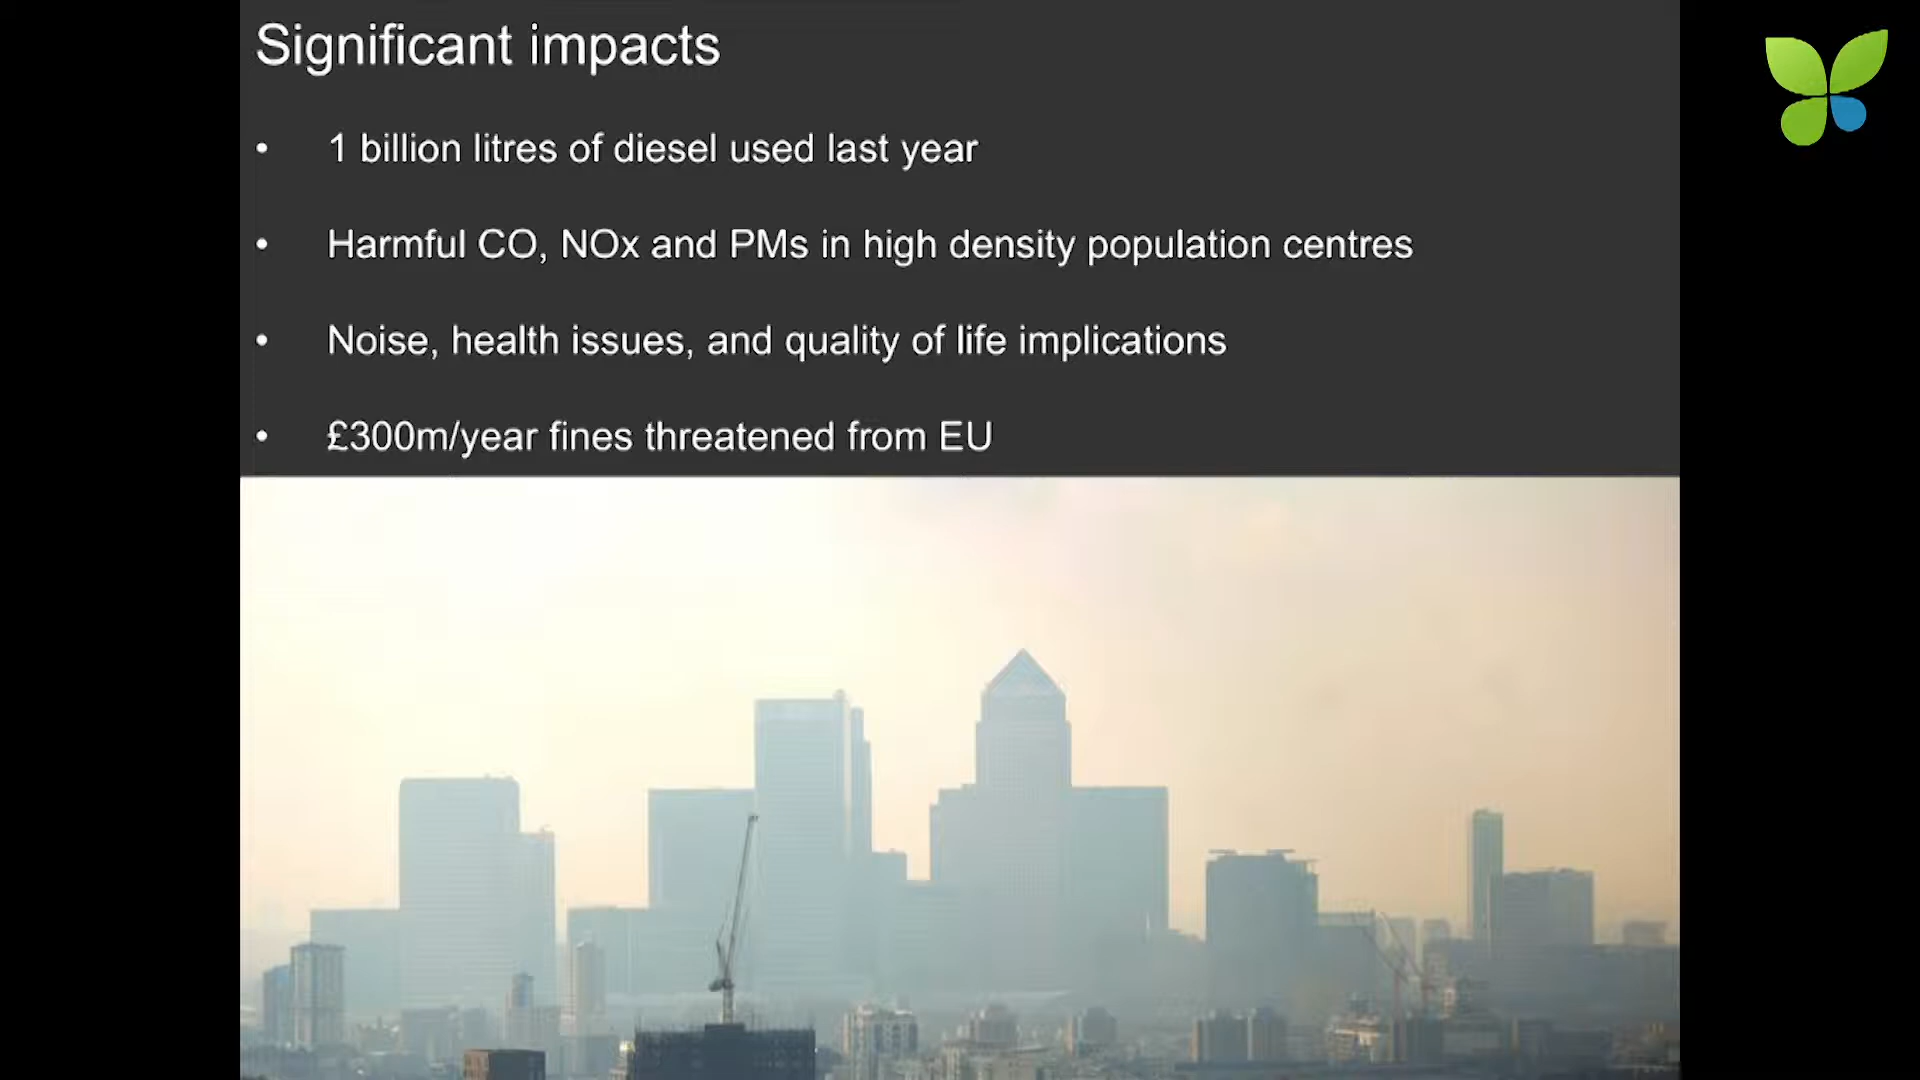 Significant impacts
• 1 billion litres of diesel used last year
• Harmful CO, NOx and PMs in high density population centres
• Noise, health issues, and quality of life implications
• £300m/year fines threatened from EU